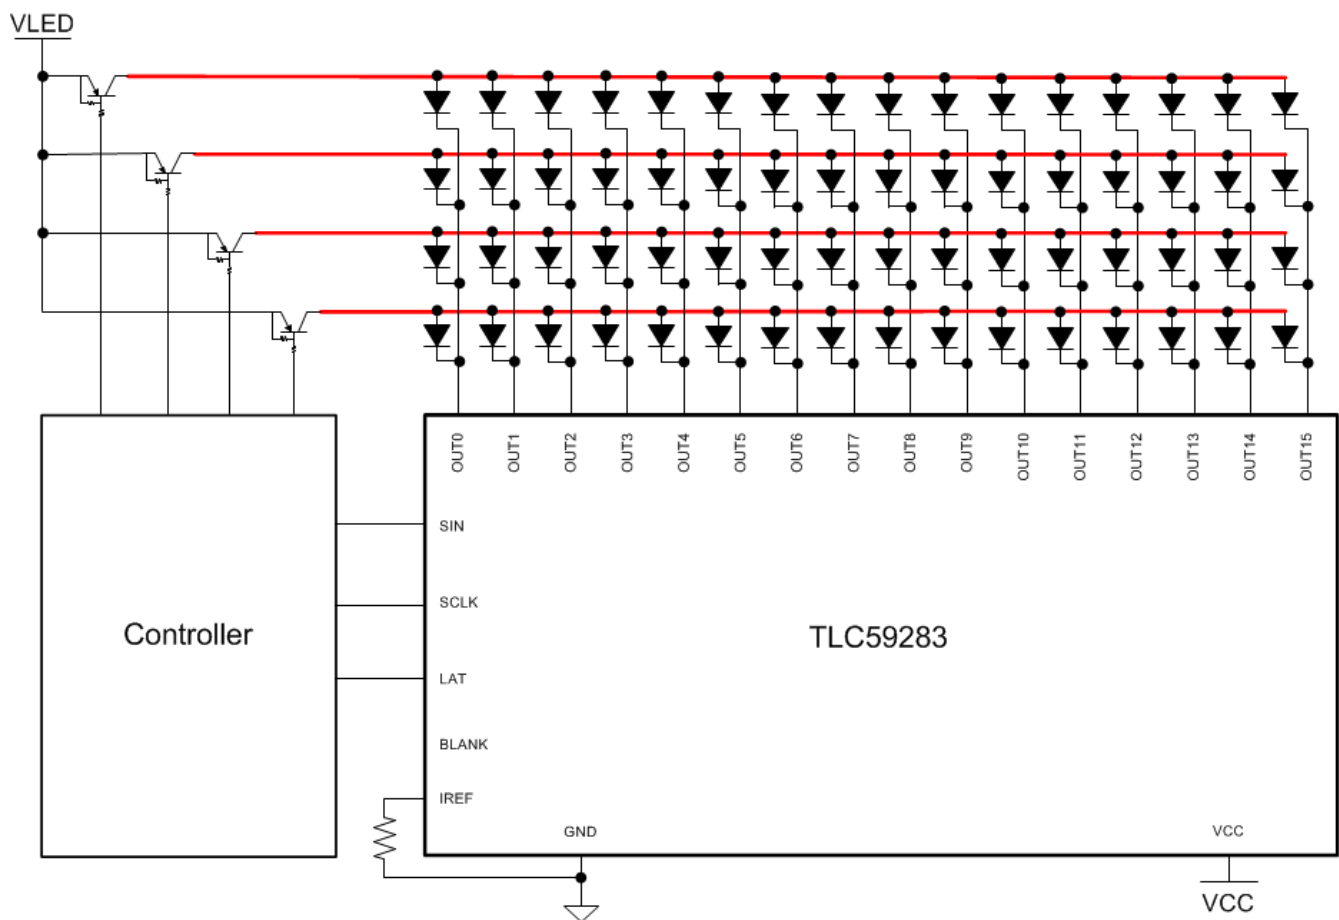 VLED
OUT0
OUT1
OUT2
OUT3
OUT4
OUT5
OUT6
OUT7
OUT8
OUT9
OUT10
OUT11
OUT12
OUT13
OUT14
OUT15
SIN
SCLK
Controller
TLC59283
LAT
BLANK
IREF
GND
VCC
VCC